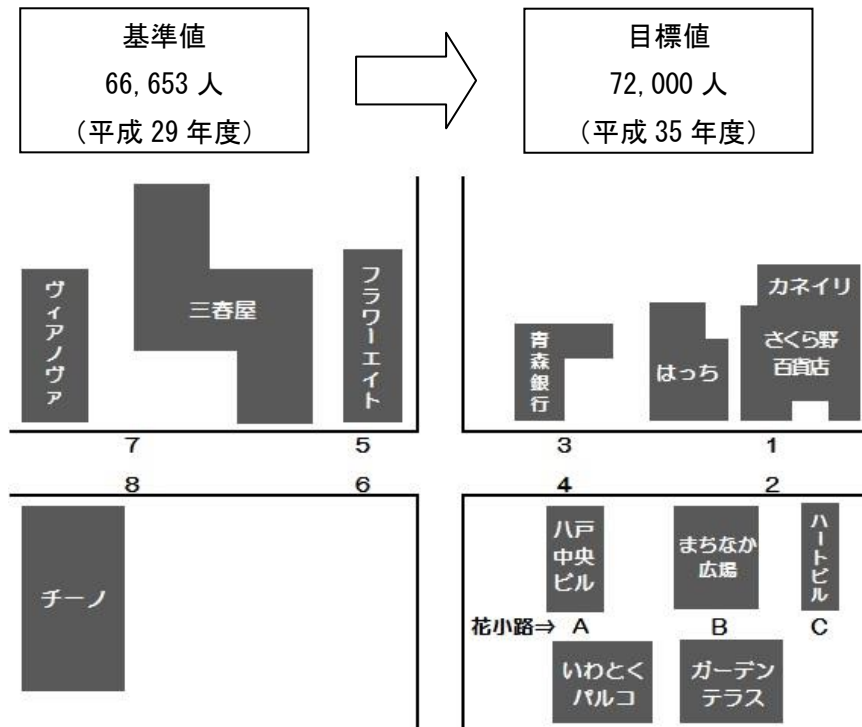 基準値
66,653 人
（平成 29 年度）
目標値
72,000 人
（平成 35 年度）
ヴィアノヴァ
三春屋
フラワーエイト
青森銀行
はっち
カネイリ
さくら野
百貨店
7
5
3
1
8
6
4
2
チーノ
八戸
中央
ビル
まちなか
広場
ハートビル
花小路⇒ A
B
C
いわとく
パルコ
ガーデン
テラス